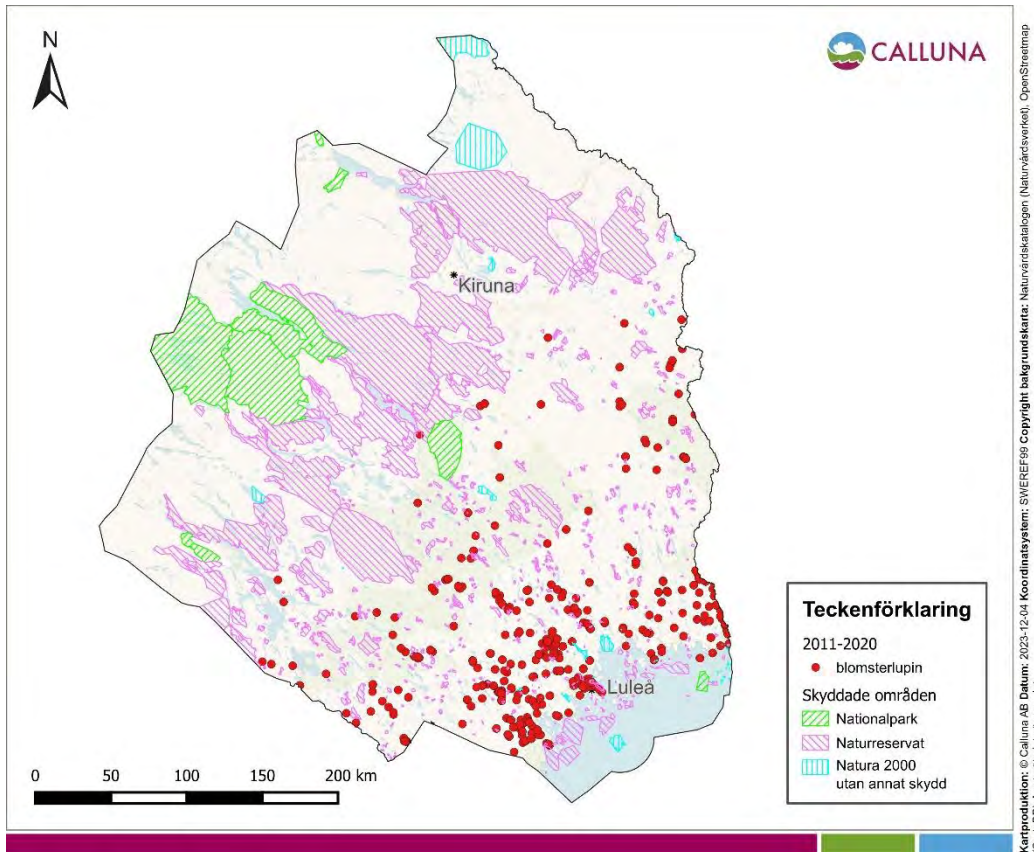 N
CALLUNA
Kiruna
Luleå
Teckenförklaring
2011-2020
blomsterlupin
Skyddade områden
Nationalpark
Naturreservat
Natura 2000
utan annat skydd
0 50 100 150 200 km
Kartproduktion: © Calluna AB Datum: 2023-12-04 Koordinatsystem: SWEREF99 Copyright bakgrundskarta: Naturvårdskatalogen (Naturvårdsverket), OpenStreetmap